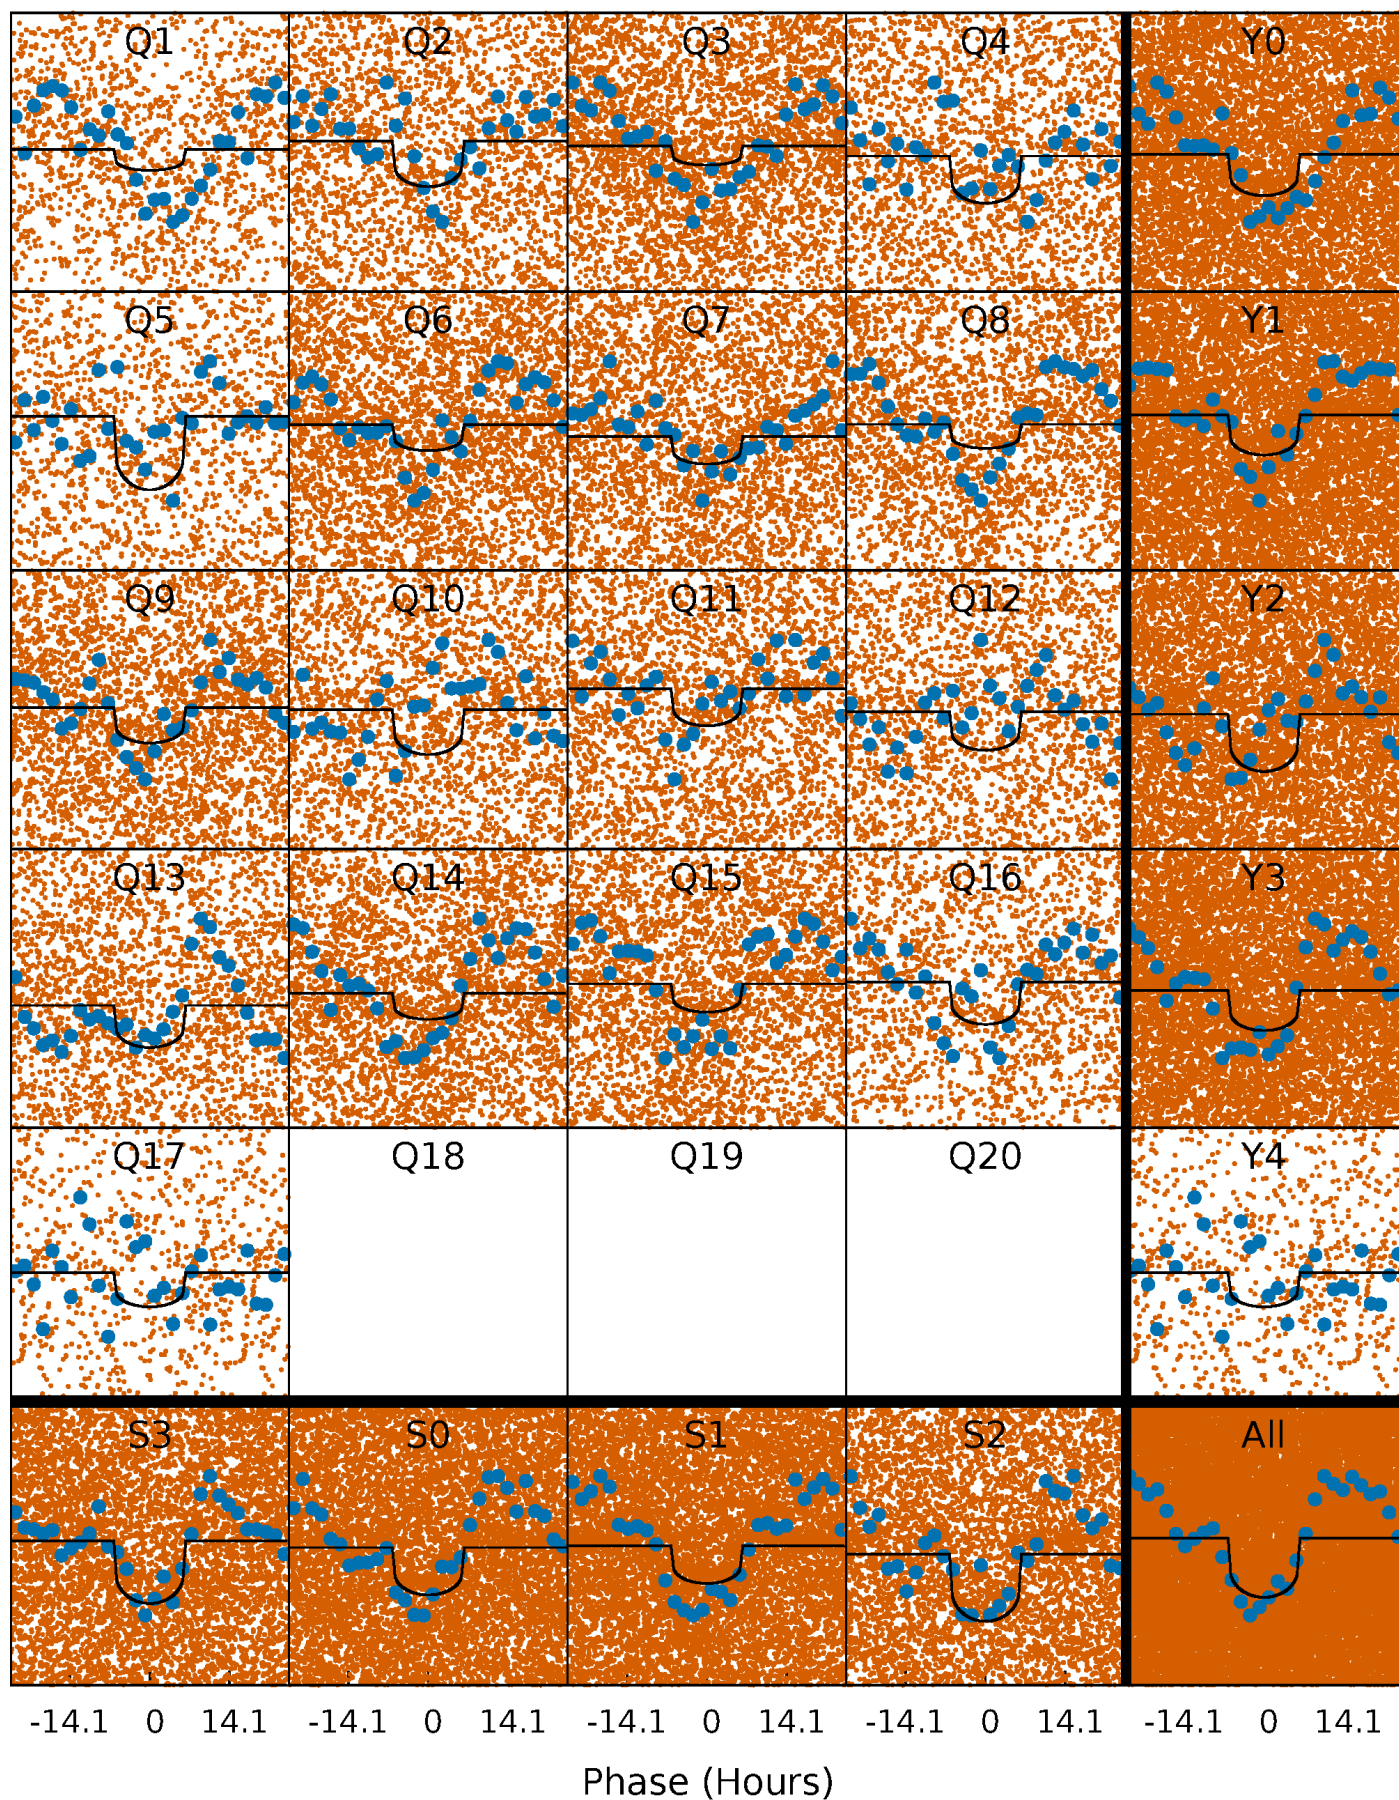 Q1 Q2 Q3 Q4 Y0
Q5 Q6 Q7 Q8 Y1
Q9 Q10 Q11 Q12 Y2
Q13 Q14 Q15 Q16 Y3
Q17 Q18 Q19 Q20 Y4
S3 S0 S1 S2 All
-14.1 0 14.1 -14.1 0 14.1 -14.1 0 14.1 -14.1 0 14.1 -14.1 0 14.1
Phase (Hours)